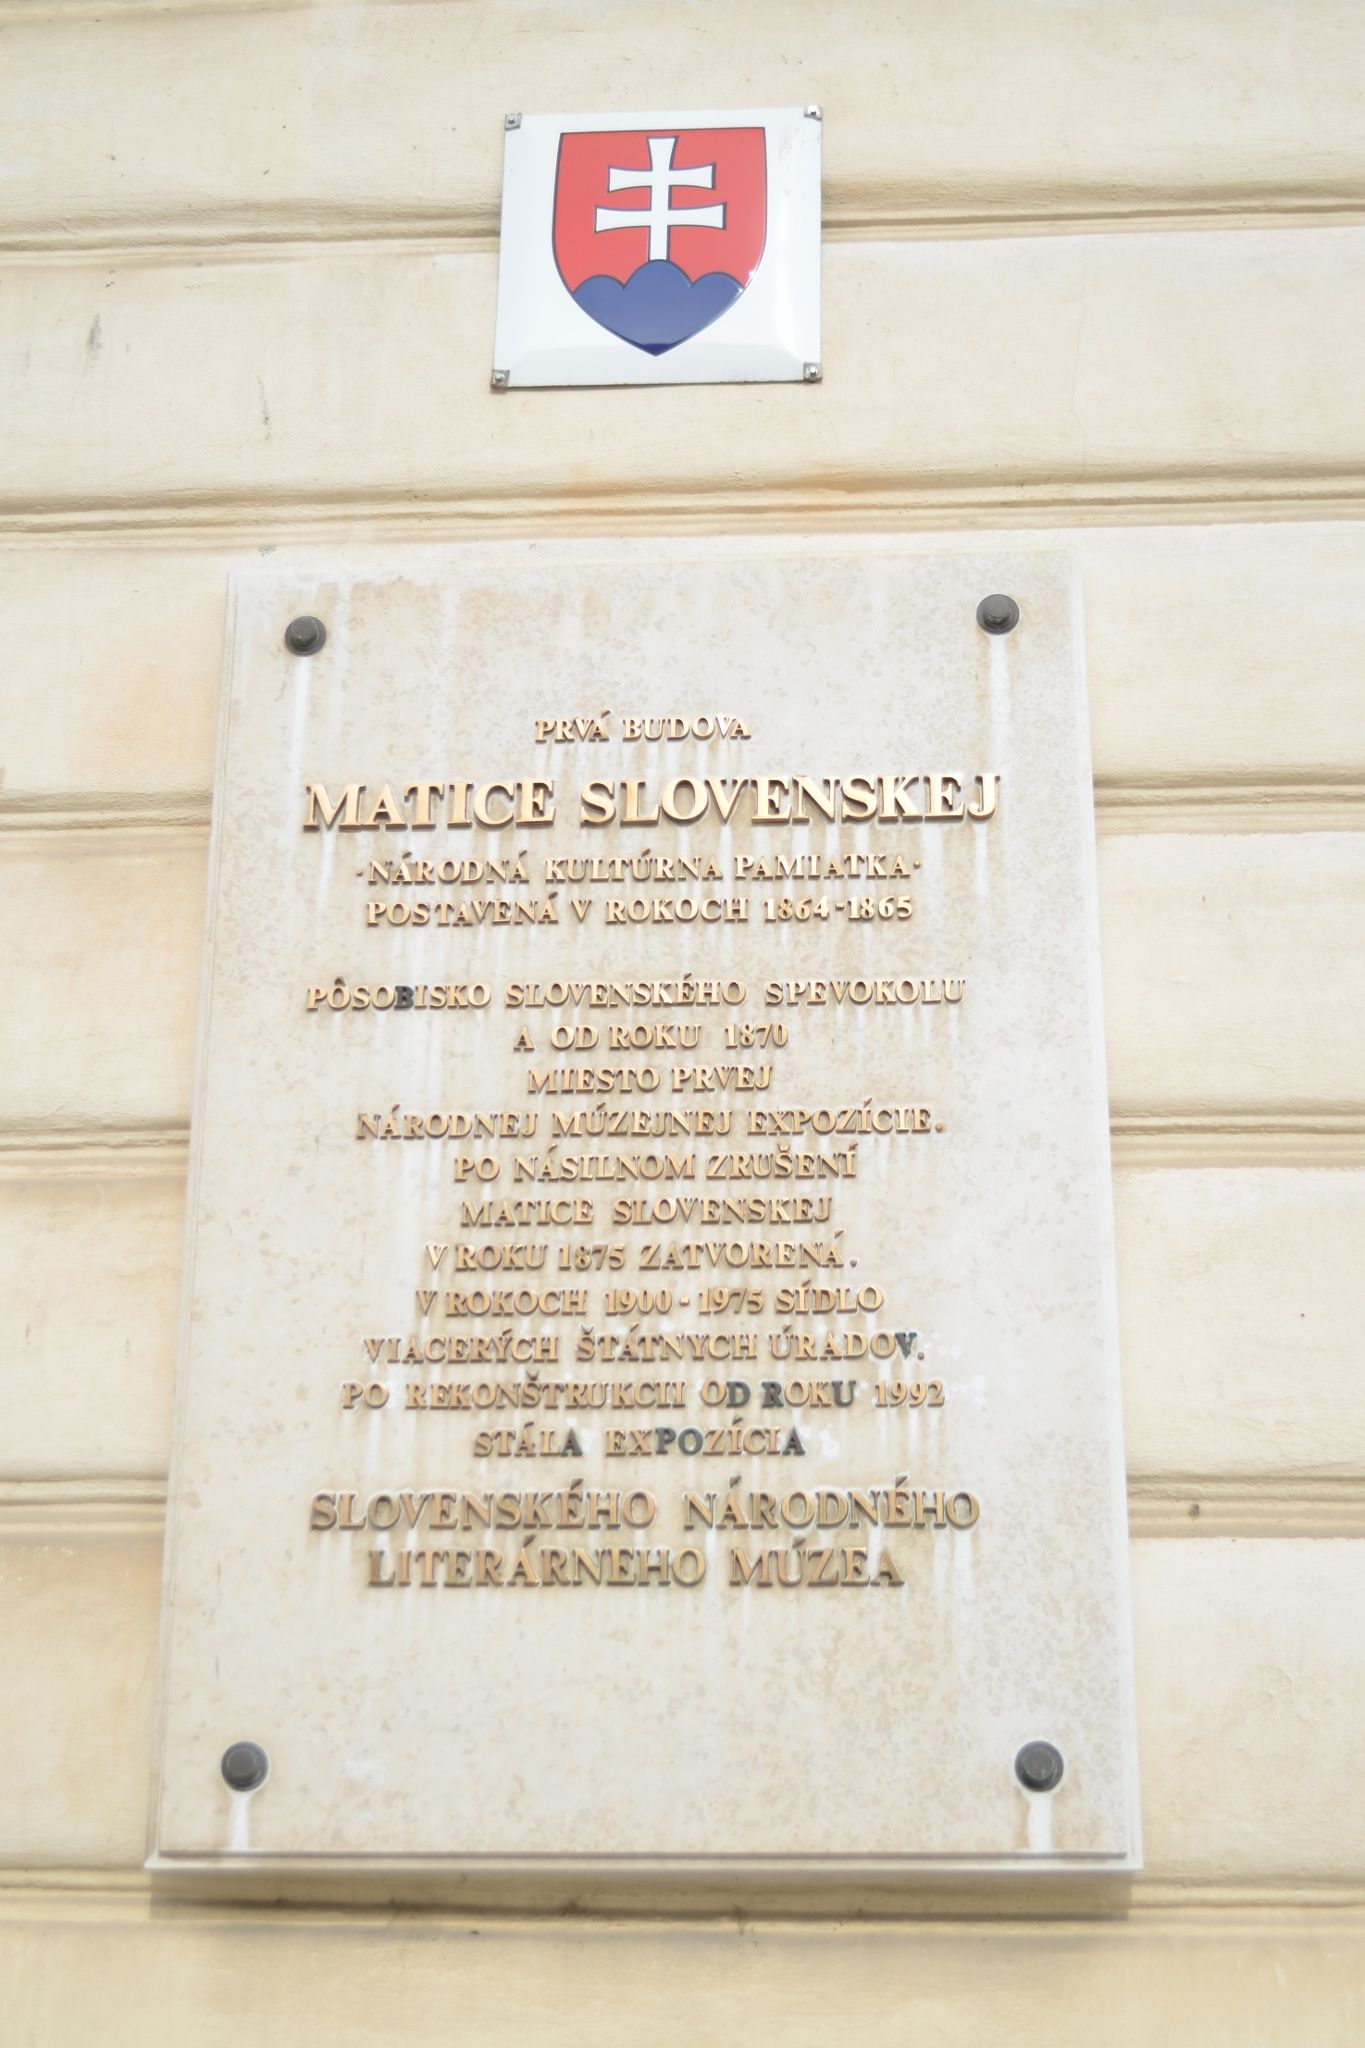 PRVÁ BUDOVA
MATICE SLOVENSKEJ
·NÁRODNÁ KULTÚRNA PAMIATKA·
POSTAVENÁ V ROKOCH 1864-1865
PÔSOBISKO SLOVENSKÉHO SPEVOKOLU
A OD ROKU 1870
MIESTO PRVEJ
NÁRODNEJ MÚZEJNEJ EXPOZÍCIE.
PO NÁSILNOM ZRUŠENÍ
MATICE SLOVENSKEJ
V ROKU 1875 ZATVORENÁ.
V ROKOCH 1900-1975 SÍDLO
VIACERÝCH ŠTÁTNYCH ÚRADOV.
PO REKONŠTRUKCII OD ROKU 1992
STÁLA EXPOZÍCIA
SLOVENSKÉHO NÁRODNÉHO
LITERÁRNEHO MÚZEA